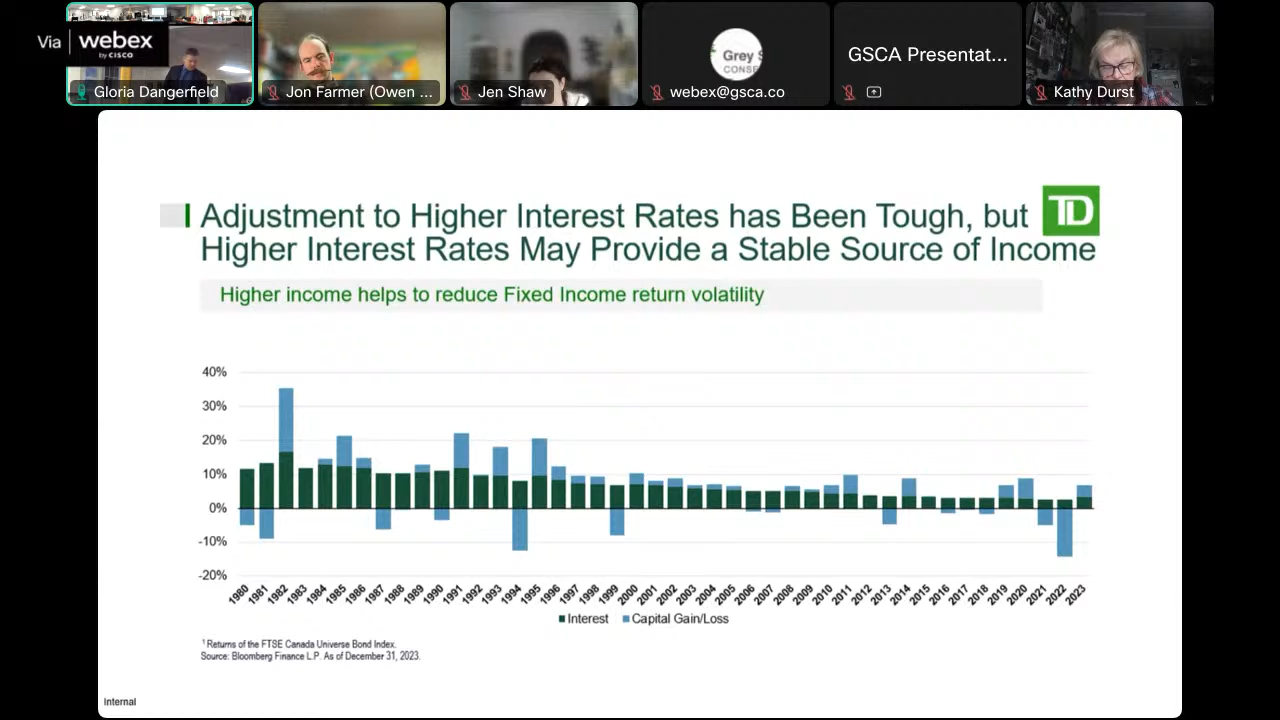 Via webex
by CISCO
Gloria Dangerfield
Jon Farmer (Owen ...
Jen Shaw
Grey S
CONSE
webex@gsca.co
GSCA Presentat...
Kathy Durst
Adjustment to Higher Interest Rates has Been Tough, but
Higher Interest Rates May Provide a Stable Source of Income
TD
Higher income helps to reduce Fixed Income return volatility
40%
30%
20%
10%
0%
-10%
-20%
1980 1981 1982 1983 1984 1985 1986 1987 1988 1989 1990 1991 1992 1993 1994 1995 1996 1997 1998 1999 2000 2001 2002 2003 2004 2005 2006 2007 2008 2009 2010 2011 2012 2013 2014 2015 2016 2017 2018 2019 2020 2021 2022 2023
Interest Capital Gain/Loss
1 Returns of the FTSE Canada Universe Bond Index.
Source: Bloomberg Finance L.P. As of December 31, 2023.
Internal